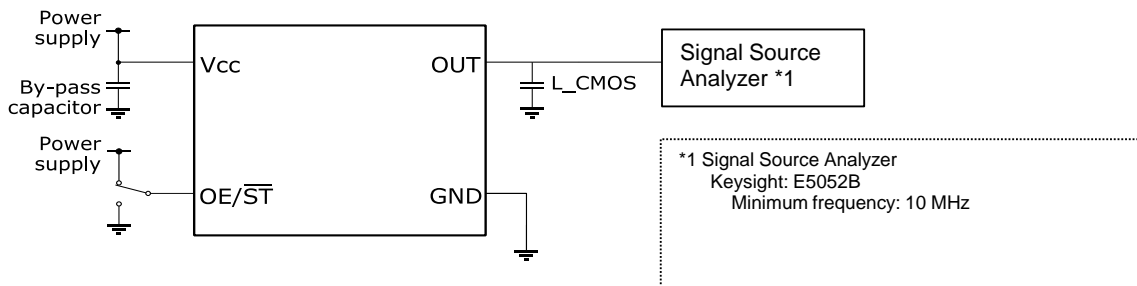 Power
supply
Vcc
By-pass
capacitor
Power
supply
OE/S̅T̅
OUT
L_CMOS
GND
Signal Source
Analyzer *1
*1 Signal Source Analyzer
Keysight: E5052B
Minimum frequency: 10 MHz